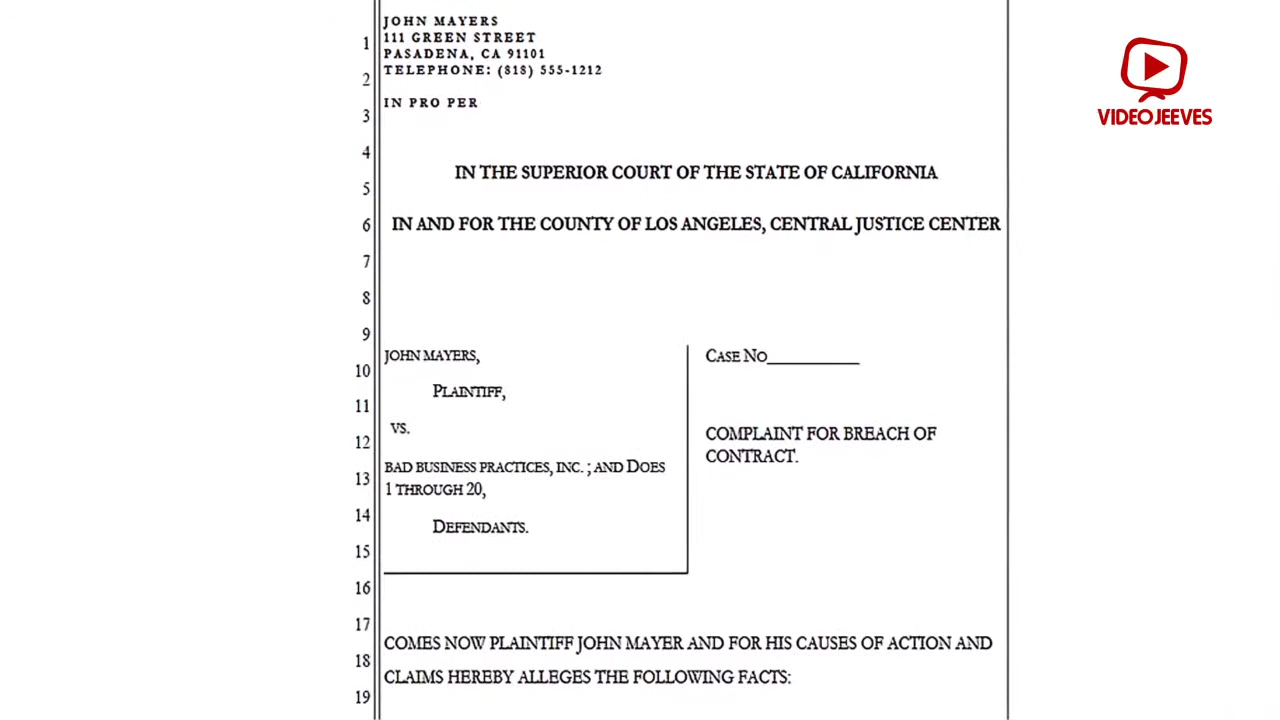 JOHN MAYERS
111 GREEN STREET
PASADENA, CA 91101
TELEPHONE: (818) 555-1212
IN PRO PER
IN THE SUPERIOR COURT OF THE STATE OF CALIFORNIA
IN AND FOR THE COUNTY OF LOS ANGELES, CENTRAL JUSTICE CENTER
JOHN MAYERS,
PLAINTIFF,
VS.
BAD BUSINESS PRACTICES, INC. ; AND DOES
1 THROUGH 20,
DEFENDANTS.
CASE NO__________
COMPLAINT FOR BREACH OF
CONTRACT.
COMES NOW PLAINTIFF JOHN MAYER AND FOR HIS CAUSES OF ACTION AND
CLAIMS HEREBY ALLEGES THE FOLLOWING FACTS:
1
2
3
4
5
6
7
8
9
10
11
12
13
14
15
16
17
18
19
VIDEOJEEVES